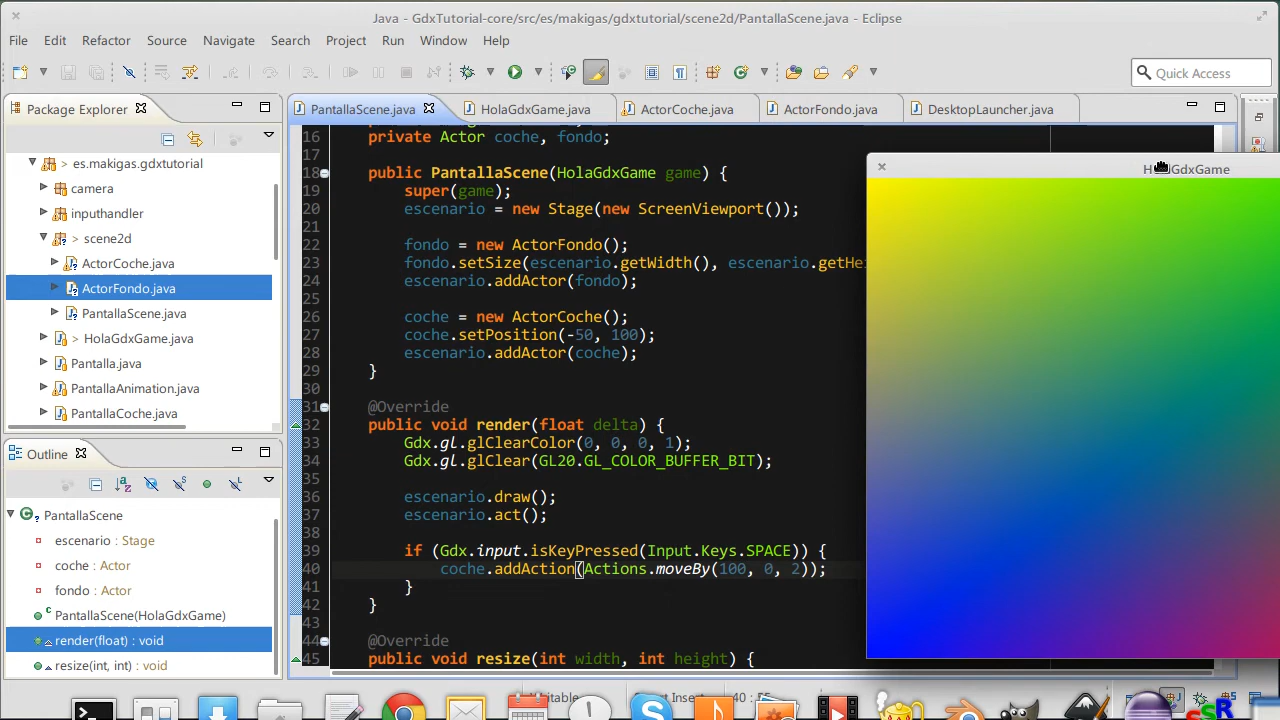 Java - GdxTutorial-core/src/es/makigas/gdxtutorial/scene2d/PantallaScene.java - Eclipse
File Edit Refactor Source Navigate Search Project Run Window Help
Quick Access
Package Explorer
PantallaScene.java HolaGdxGame.java ActorCoche.java ActorFondo.java DesktopLauncher.java
> es.makigas.gdxtutorial
camera
inputhandler
> scene2d
ActorCoche.java
ActorFondo.java
PantallaScene.java
> HolaGdxGame.java
Pantalla.java
PantallaAnimation.java
PantallaCoche.java
Outline
PantallaScene
escenario : Stage
coche : Actor
fondo : Actor
PantallaScene(HolaGdxGame)
render(float) : void
resize(int, int) : void
16 private Actor coche, fondo;
17
18 public PantallaScene(HolaGdxGame game) {
19 super(game);
20 escenario = new Stage(new ScreenViewport());
21
22 fondo = new ActorFondo();
23 fondo.setSize(escenario.getWidth(), escenario.getHei
24 escenario.addActor(fondo);
25
26 coche = new ActorCoche();
27 coche.setPosition(-50, 100);
28 escenario.addActor(coche);
29 }
30
31 @Override
32 public void render(float delta) {
33 Gdx.gl.glClearColor(0, 0, 0, 1);
34 Gdx.gl.glClear(GL20.GL_COLOR_BUFFER_BIT);
35
36 escenario.draw();
37 escenario.act();
38
39 if (Gdx.input.isKeyPressed(Input.Keys.SPACE)) {
40 coche.addAction(Actions.moveBy(100, 0, 2));
41 }
42 }
43
44 @Override
45 public void resize(int width, int height) {
GdxGame